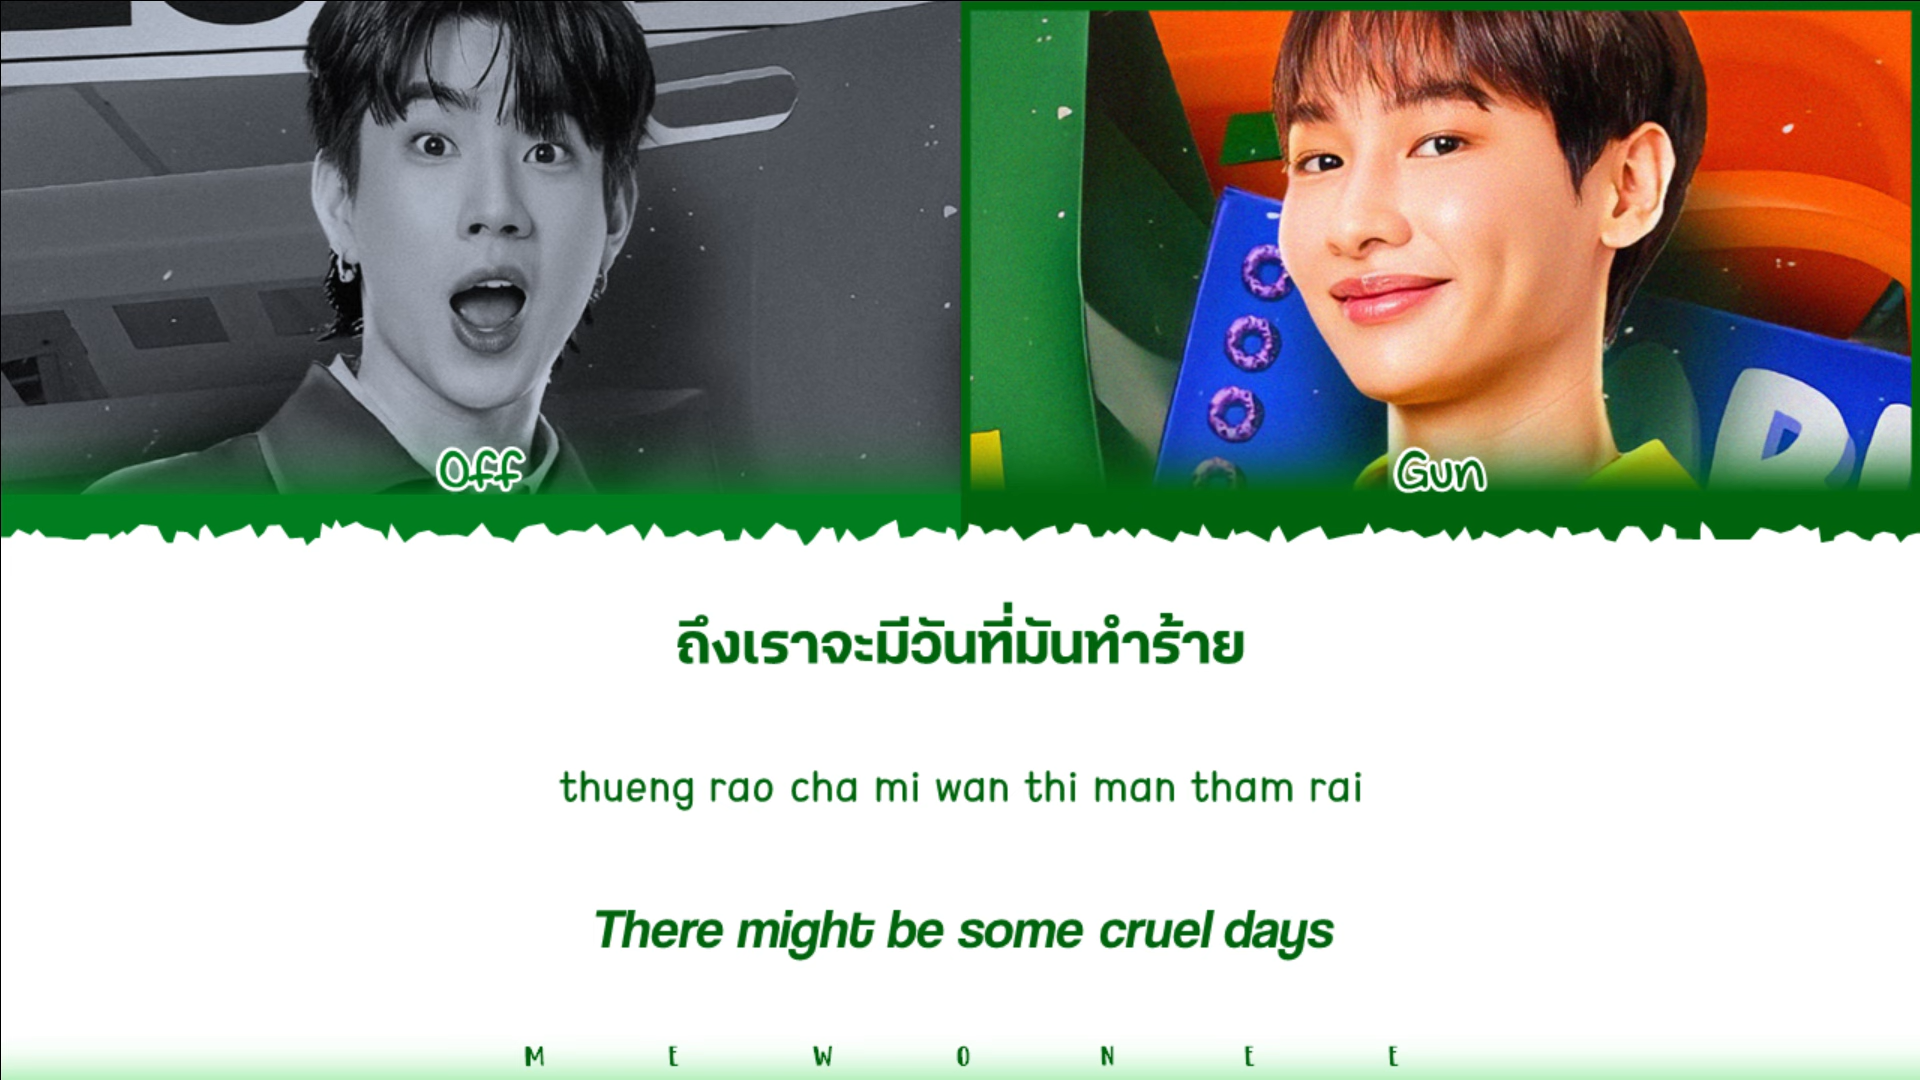 Off
Gun
ถึงเราจะมีวันที่มันทำร้าย
thueng rao cha mi wan thi man tham rai
There might be some cruel days
M E W O N E E